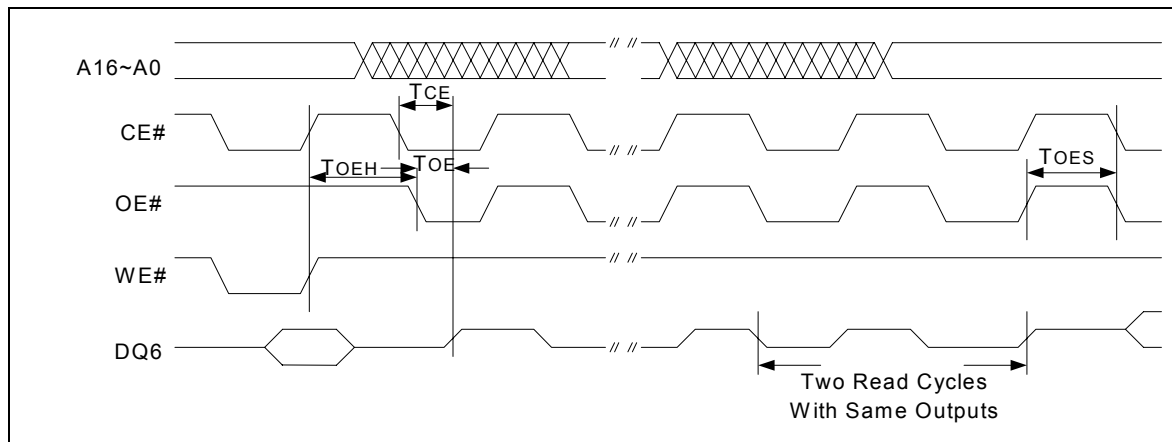 A16~A0
TCE
CE#
TOEH
TOE
TOES
OE#
WE#
DQ6
Two Read Cycles
With Same Outputs